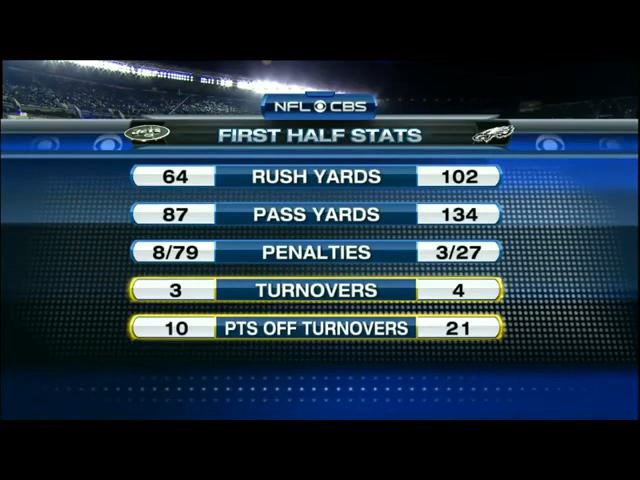 NFL CBS
JETS FIRST HALF STATS
64 RUSH YARDS 102
87 PASS YARDS 134
8/79 PENALTIES 3/27
3 TURNOVERS 4
10 PTS OFF TURNOVERS 21